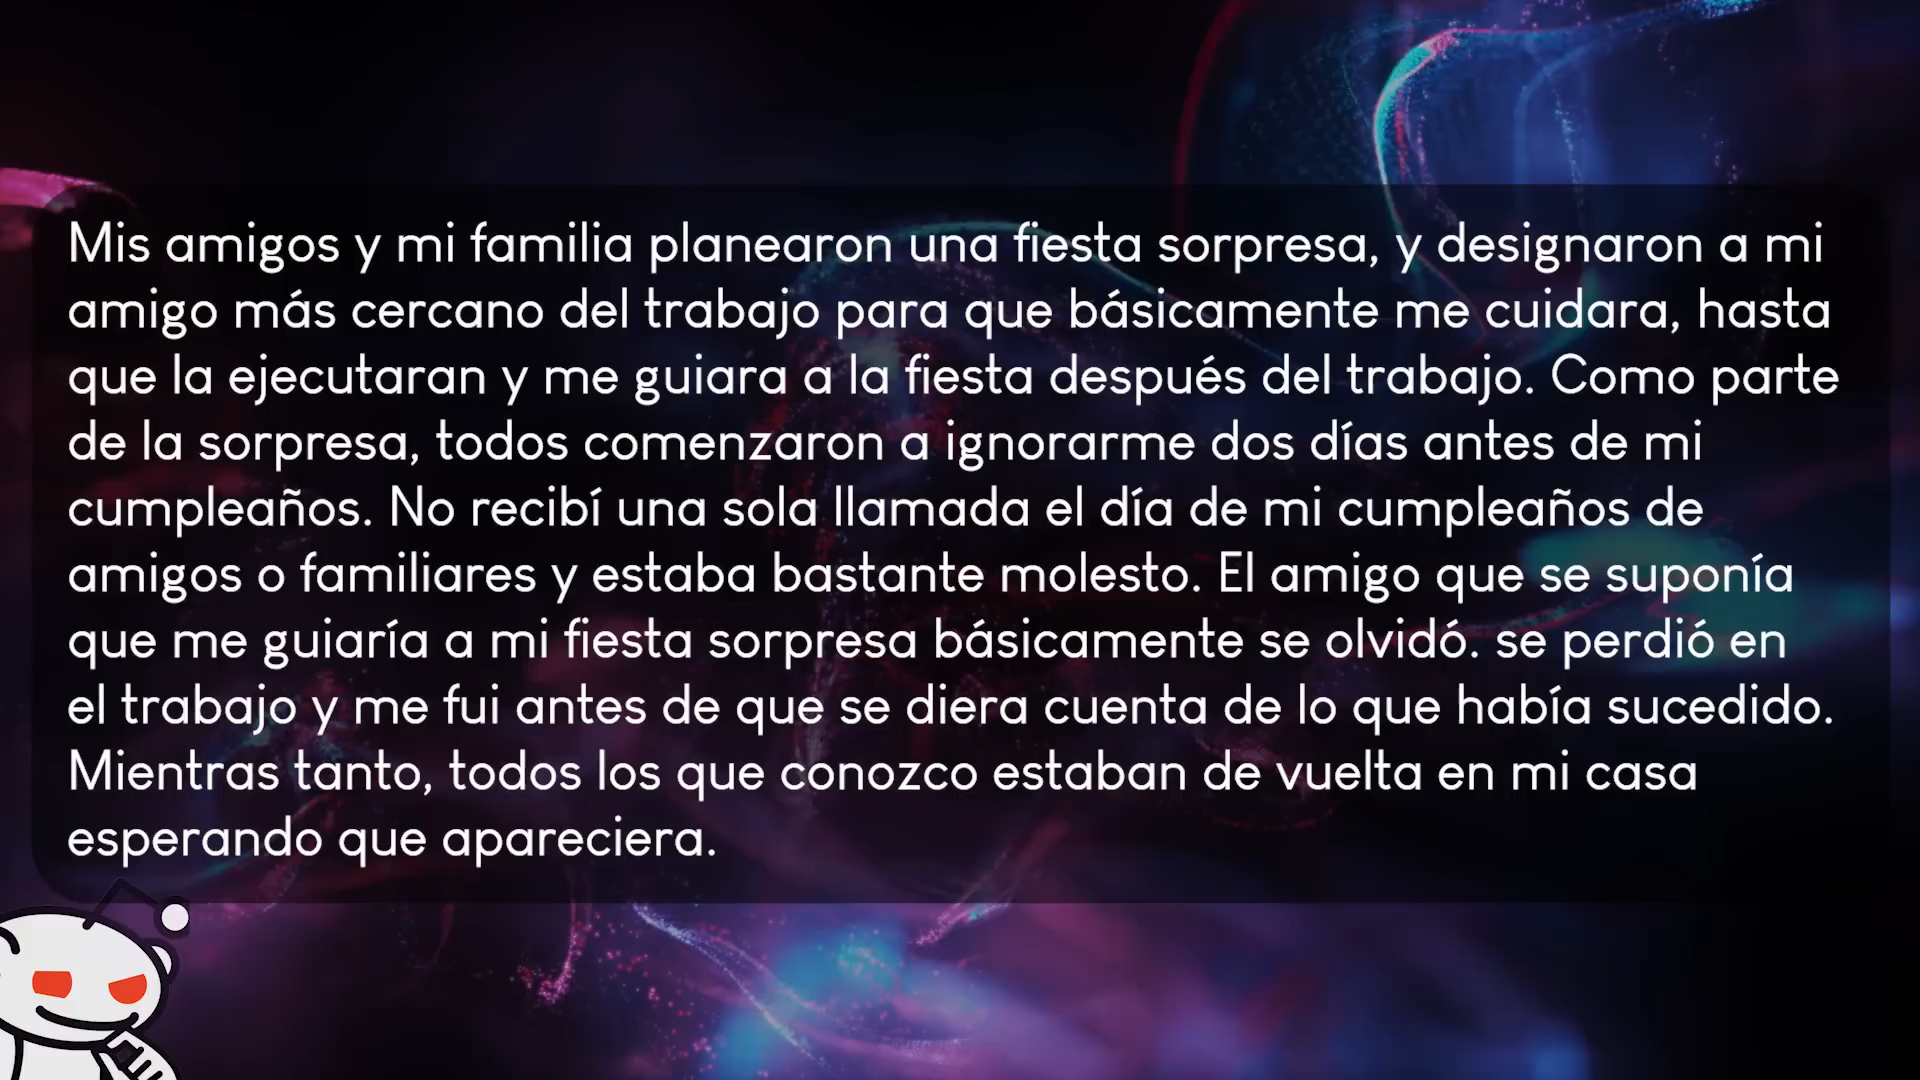 Mis amigos y mi familia planearon una fiesta sorpresa, y designaron a mi
amigo más cercano del trabajo para que básicamente me cuidara, hasta
que la ejecutaran y me guiara a la fiesta después del trabajo. Como parte
de la sorpresa, todos comenzaron a ignorarme dos días antes de mi
cumpleaños. No recibí una sola llamada el día de mi cumpleaños de
amigos o familiares y estaba bastante molesto. El amigo que se suponía
que me guiaría a mi fiesta sorpresa básicamente se olvidó. se perdió en
el trabajo y me fui antes de que se diera cuenta de lo que había sucedido.
Mientras tanto, todos los que conozco estaban de vuelta en mi casa
esperando que apareciera.